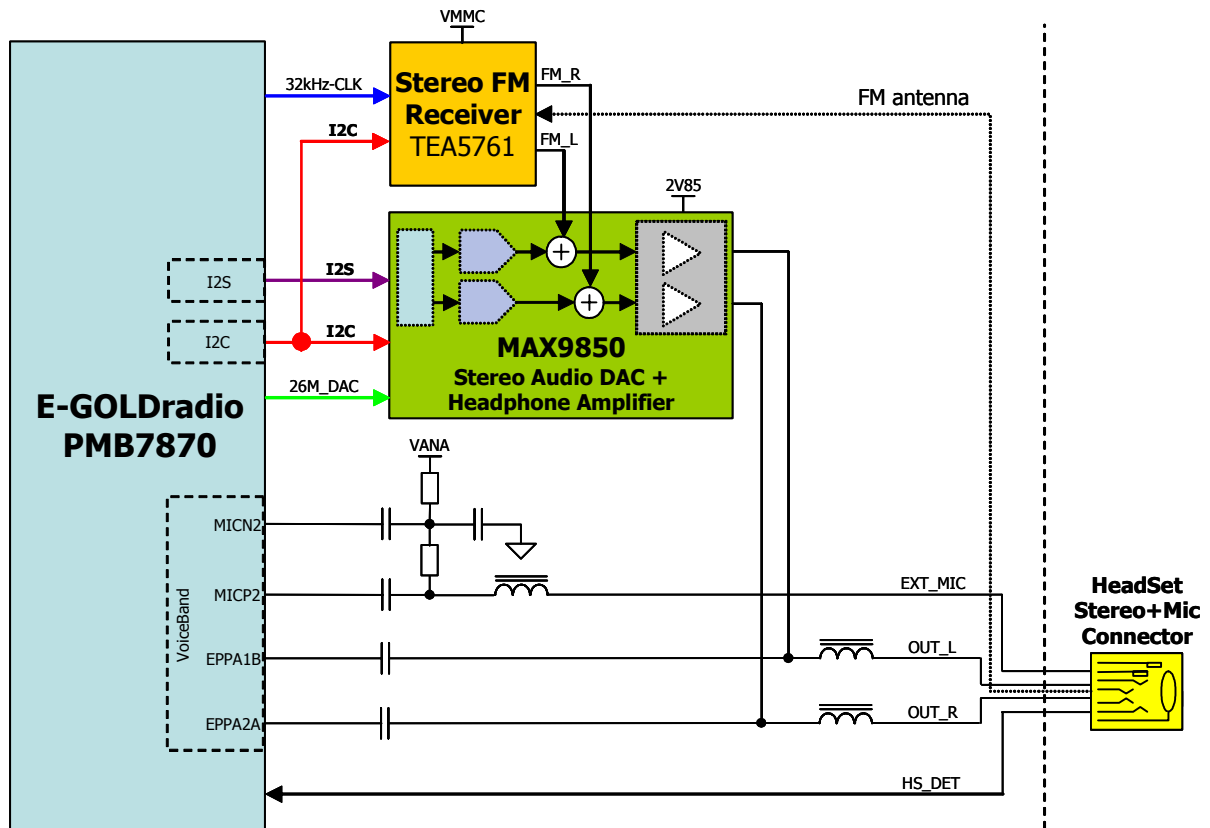 VMMC
Stereo FM
Receiver
TEA5761
32kHz-CLK
I2C
FM_R
FM_L
FM antenna
2V85
I2S
I2S
I2C
I2C
26M_DAC
MAX9850
Stereo Audio DAC +
Headphone Amplifier
E-GOLDradio
PMB7870
VANA
VoiceBand
MICN2
MICP2
EPPA1B
EPPA2A
EXT_MIC
OUT_L
OUT_R
HS_DET
HeadSet
Stereo+Mic
Connector